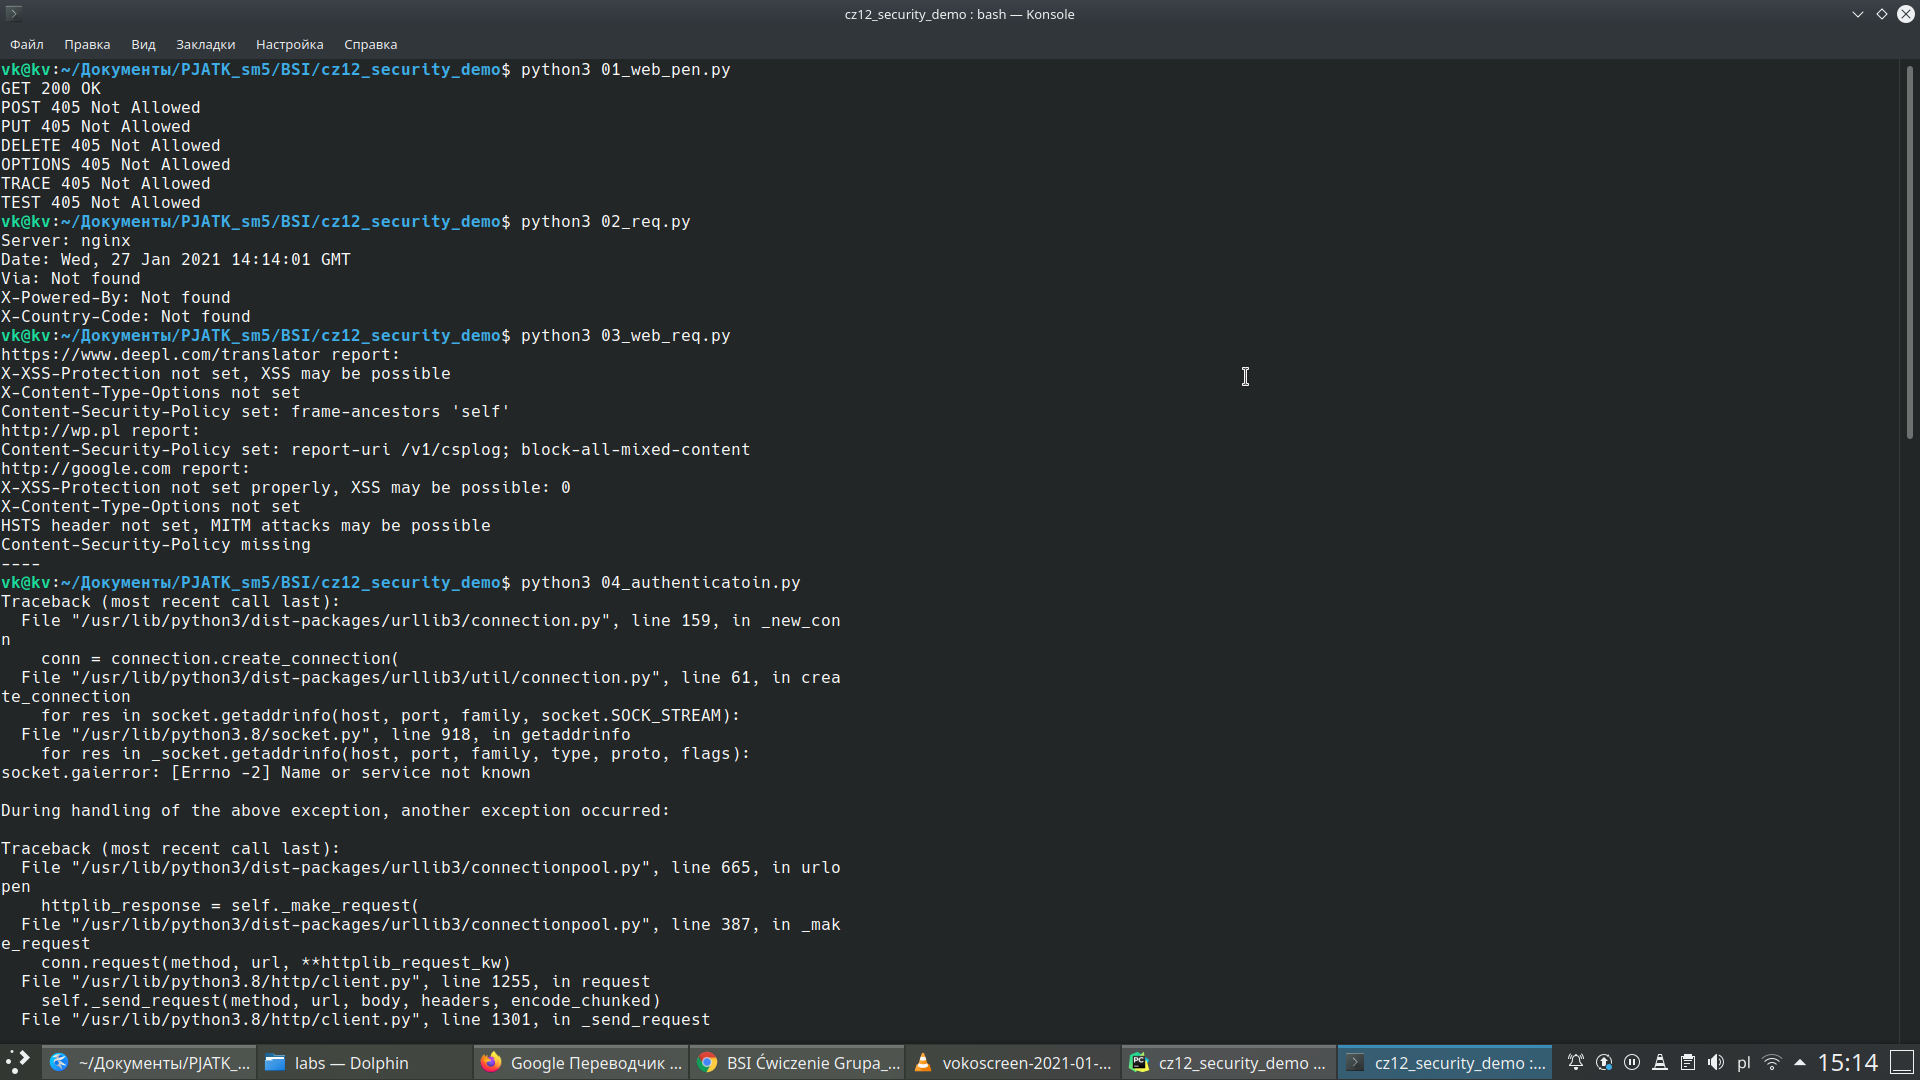 cz12_security_demo : bash — Konsole
Файл Правка Вид Закладки Настройка Справка
vk@kv:~/Документы/PJATK_sm5/BSI/cz12_security_demo$ python3 01_web_pen.py
GET 200 OK
POST 405 Not Allowed
PUT 405 Not Allowed
DELETE 405 Not Allowed
OPTIONS 405 Not Allowed
TRACE 405 Not Allowed
TEST 405 Not Allowed
vk@kv:~/Документы/PJATK_sm5/BSI/cz12_security_demo$ python3 02_req.py
Server: nginx
Date: Wed, 27 Jan 2021 14:14:01 GMT
Via: Not found
X-Powered-By: Not found
X-Country-Code: Not found
vk@kv:~/Документы/PJATK_sm5/BSI/cz12_security_demo$ python3 03_web_req.py
https://www.deepl.com/translator report:
X-XSS-Protection not set, XSS may be possible
X-Content-Type-Options not set
Content-Security-Policy set: frame-ancestors 'self'
http://wp.pl report:
Content-Security-Policy set: report-uri /v1/csplog; block-all-mixed-content
http://google.com report:
X-XSS-Protection not set properly, XSS may be possible: 0
X-Content-Type-Options not set
HSTS header not set, MITM attacks may be possible
Content-Security-Policy missing
----
vk@kv:~/Документы/PJATK_sm5/BSI/cz12_security_demo$ python3 04_authenticatoin.py
Traceback (most recent call last):
  File "/usr/lib/python3/dist-packages/urllib3/connection.py", line 159, in _new_con
n
    conn = connection.create_connection(
  File "/usr/lib/python3/dist-packages/urllib3/util/connection.py", line 61, in crea
te_connection
    for res in socket.getaddrinfo(host, port, family, socket.SOCK_STREAM):
  File "/usr/lib/python3.8/socket.py", line 918, in getaddrinfo
    for res in _socket.getaddrinfo(host, port, family, type, proto, flags):
socket.gaierror: [Errno -2] Name or service not known

During handling of the above exception, another exception occurred:

Traceback (most recent call last):
  File "/usr/lib/python3/dist-packages/urllib3/connectionpool.py", line 665, in urlo
pen
    httplib_response = self._make_request(
  File "/usr/lib/python3/dist-packages/urllib3/connectionpool.py", line 387, in _mak
e_request
    conn.request(method, url, **httplib_request_kw)
  File "/usr/lib/python3.8/http/client.py", line 1255, in request
    self._send_request(method, url, body, headers, encode_chunked)
  File "/usr/lib/python3.8/http/client.py", line 1301, in _send_request
~/Документы/PJATK_... labs — Dolphin Google Переводчик ... BSI Ćwiczenie Grupa_... vokoscreen-2021-01-... cz12_security_demo ... cz12_security_demo :... pl 15:14